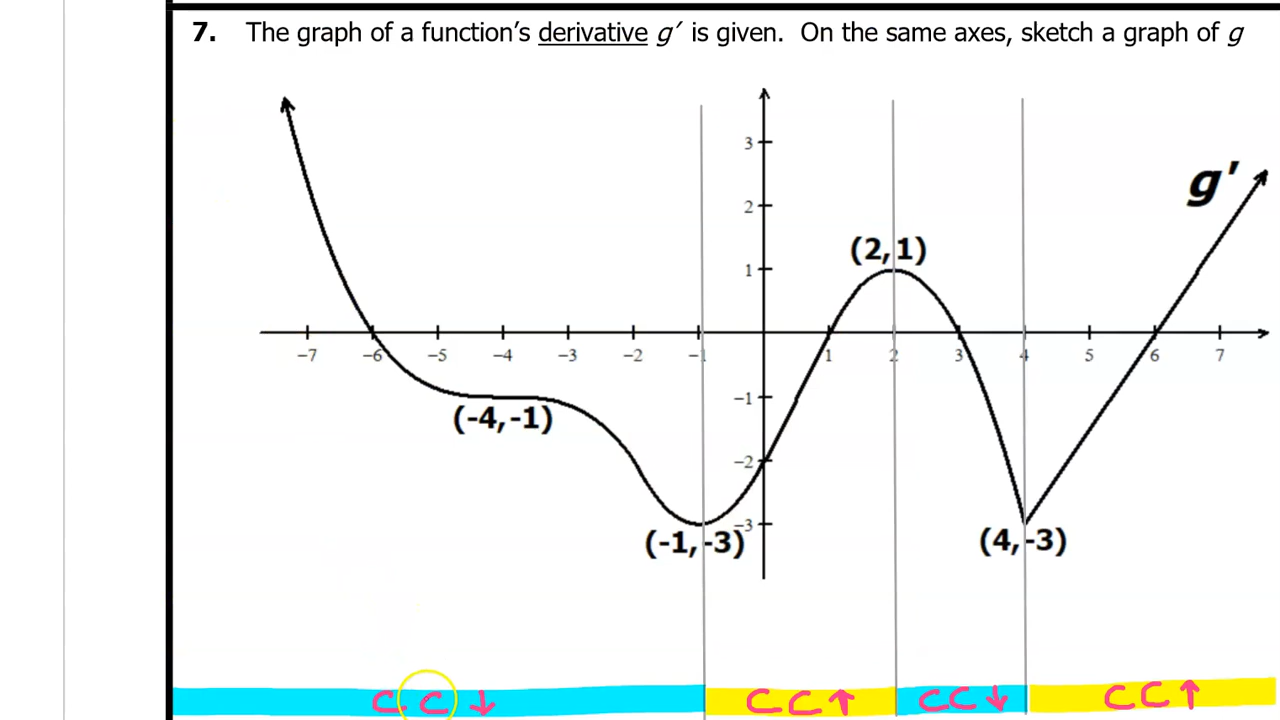 7. The graph of a function's derivative g′ is given. On the same axes, sketch a graph of g
3
g'
2
(2,1)
1
-7 -6 -5 -4 -3 -2 -1 1 2 3 4 5 6 7
-1
(-4,-1)
-2
-3
(-1,-3)
(4,-3)
CC↓ CC↑ CC↓ CC↑